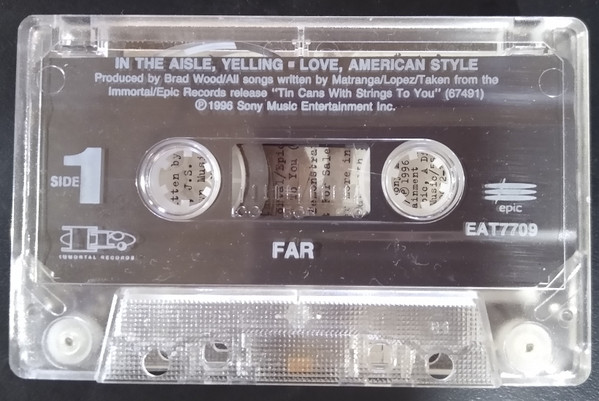 IN THE AISLE, YELLING - LOVE, AMERICAN STYLE
Produced by Brad Wood/All songs written by Matranga/Lopez/Taken from the
Immortal/Epic Records release "Tin Cans With Strings To You" (67491)
℗ 1996 Sony Music Entertainment Inc.
SIDE 1
epic
EAT7709
IMMORTAL RECORDS
FAR